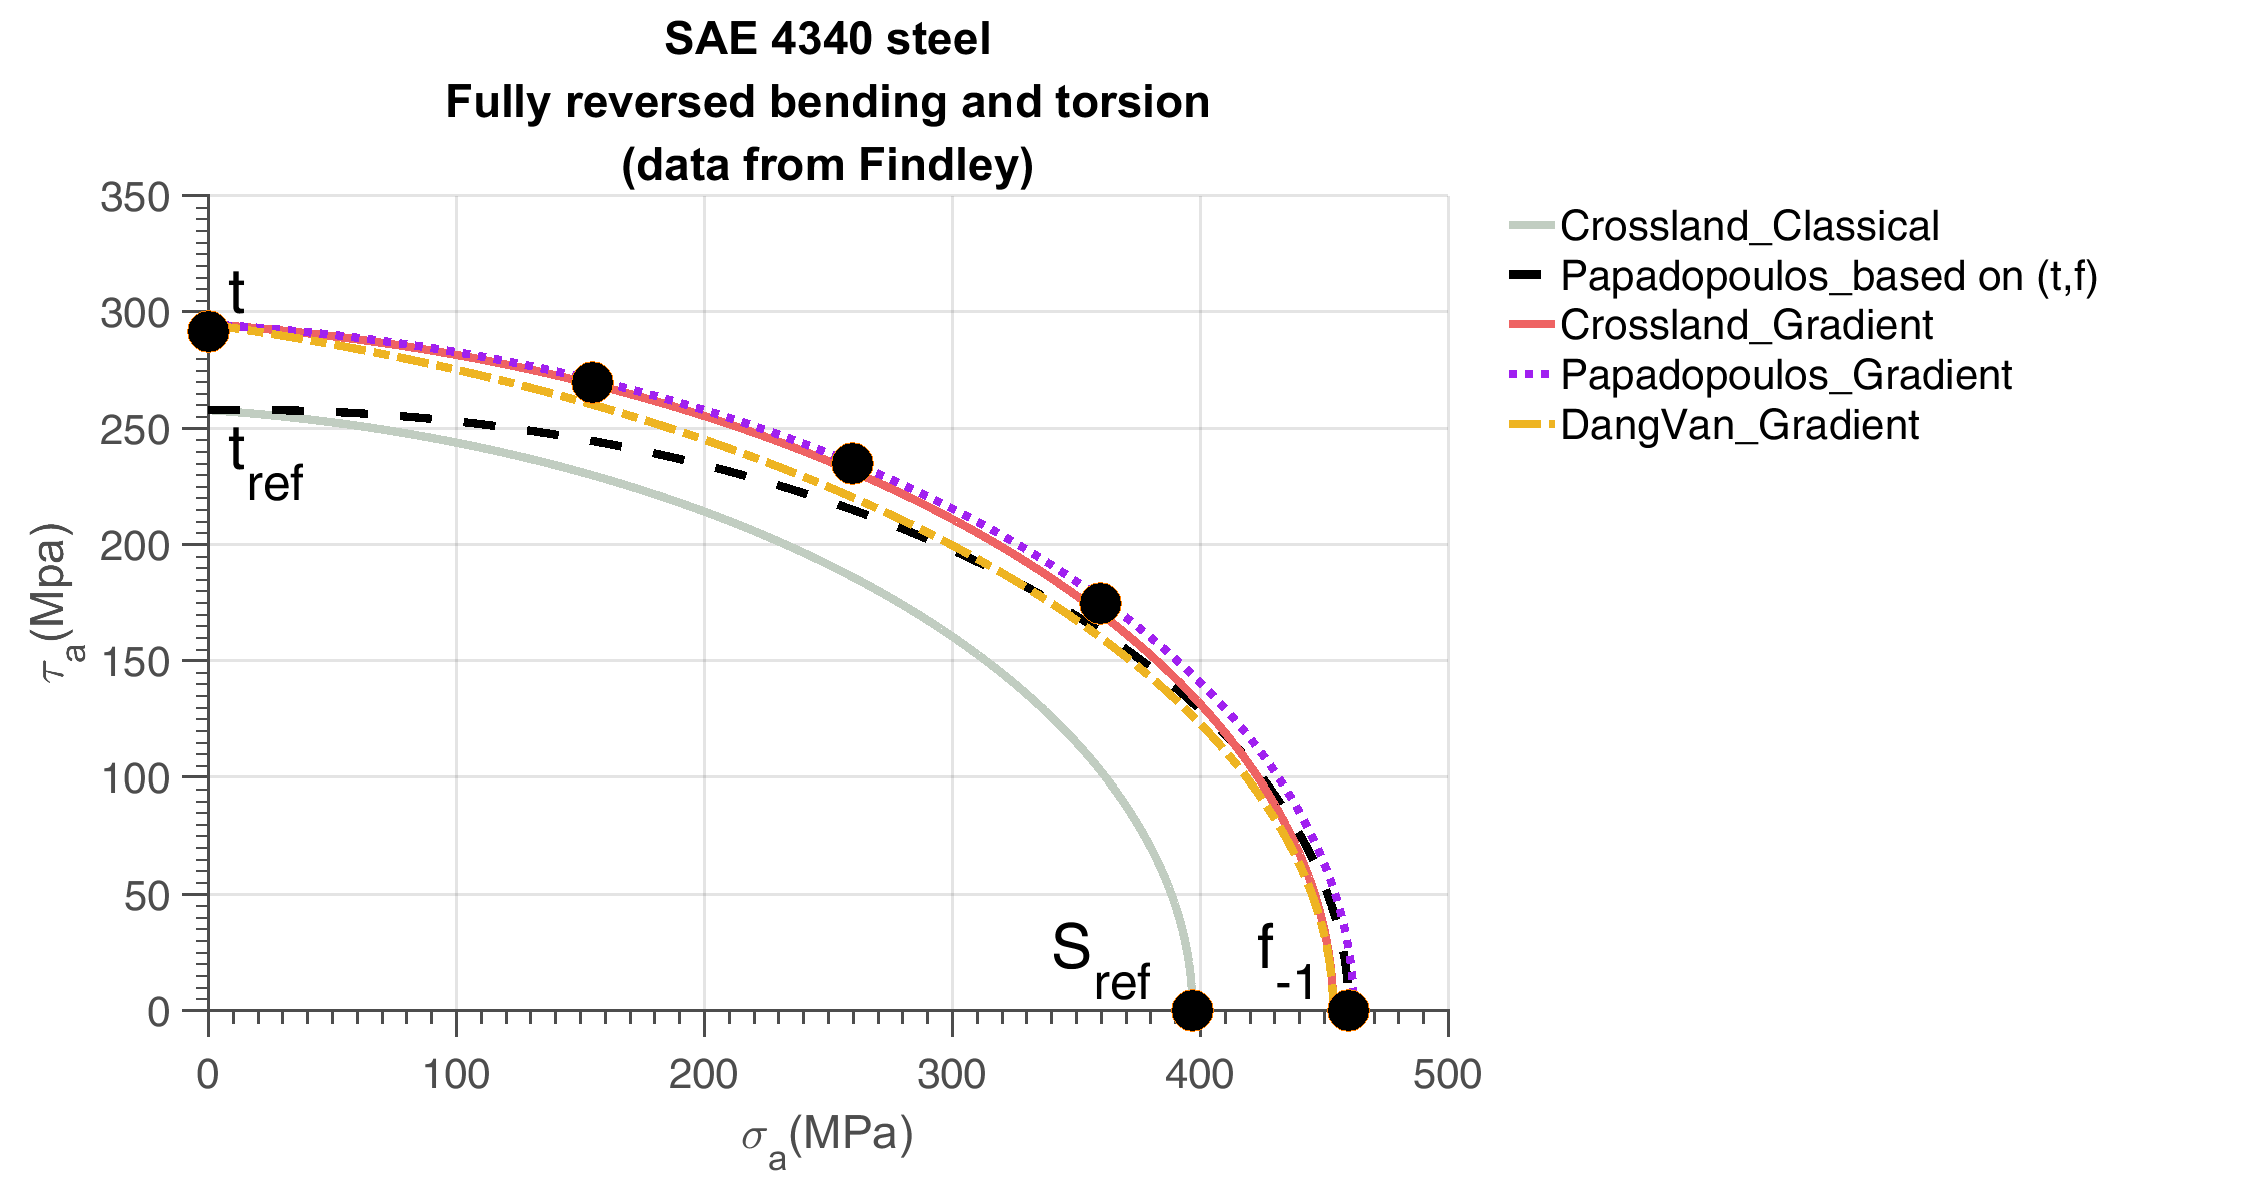 SAE 4340 steel
Fully reversed bending and torsion
(data from Findley)
350
300
250
200
150
100
50
0
τa(Mpa)
t
tref
Sref
f-1
0 100 200 300 400 500
σa(MPa)
Crossland_Classical
Papadopoulos_based on (t,f)
Crossland_Gradient
Papadopoulos_Gradient
DangVan_Gradient